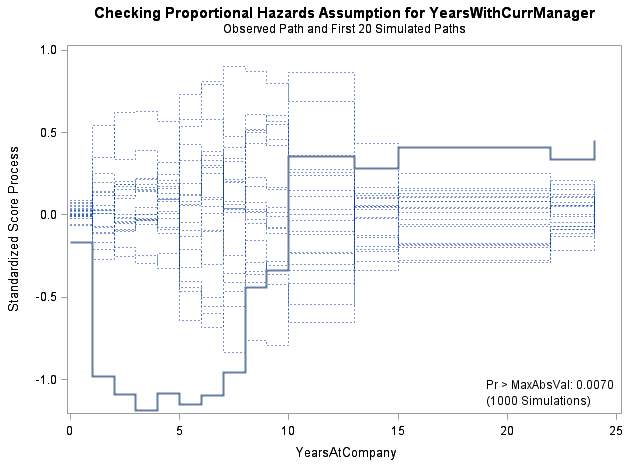 Checking Proportional Hazards Assumption for YearsWithCurrManager
Observed Path and First 20 Simulated Paths
Standardized Score Process
1.0
0.5
0.0
-0.5
-1.0
Pr > MaxAbsVal: 0.0070
(1000 Simulations)
0
5
10
15
20
25
YearsAtCompany